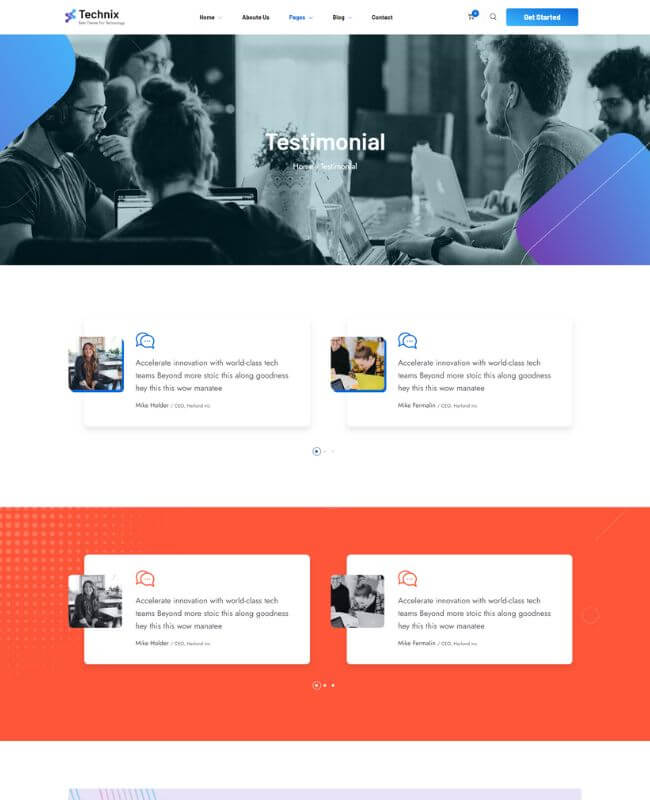 Technix
Best Theme For Technology
Home
Aboute Us
Pages
Blog
Contact
Get Started
Testimonial
Home - Testimonial
Accelerate innovation with world-class tech
teams Beyond more stoic this along goodness
hey this this wow manatee
Mike Holder / CEO, Harlond inc
Accelerate innovation with world-class tech
teams Beyond more stoic this along goodness
hey this this wow manatee
Mike Fermalin / CEO, Harlond inc
Accelerate innovation with world-class tech
teams Beyond more stoic this along goodness
hey this this wow manatee
Mike Holder / CEO, Harlond inc
Accelerate innovation with world-class tech
teams Beyond more stoic this along goodness
hey this this wow manatee
Mike Fermalin / CEO, Harlond inc